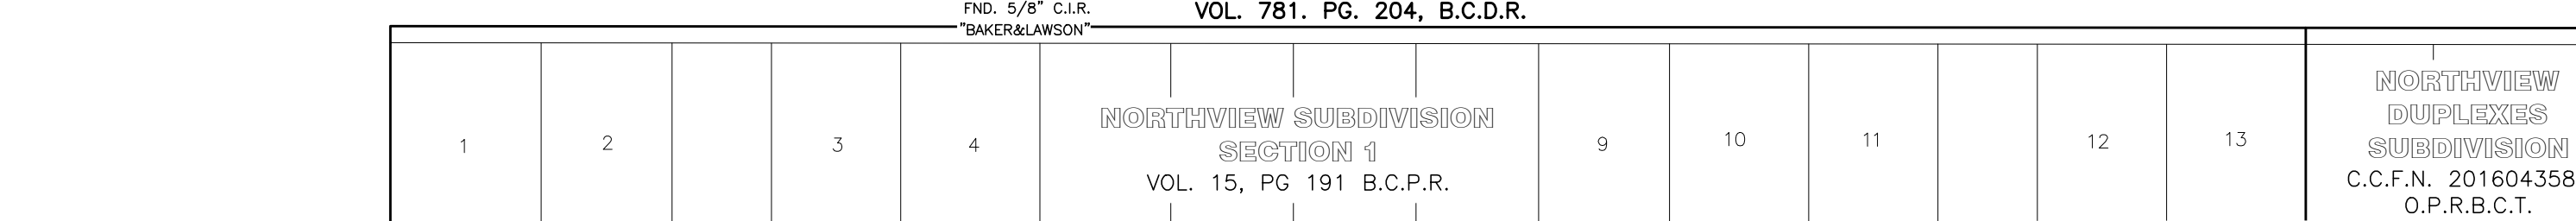 FND. 5/8" C.I.R.
"BAKER&LAWSON"
VOL. 781. PG. 204, B.C.D.R.
1
2
3
4
NORTHVIEW SUBDIVISION
SECTION 1
VOL. 15, PG 191 B.C.P.R.
9
10
11
12
13
NORTHVIEW
DUPLEXES
SUBDIVISION
C.C.F.N. 201604358
O.P.R.B.C.T.